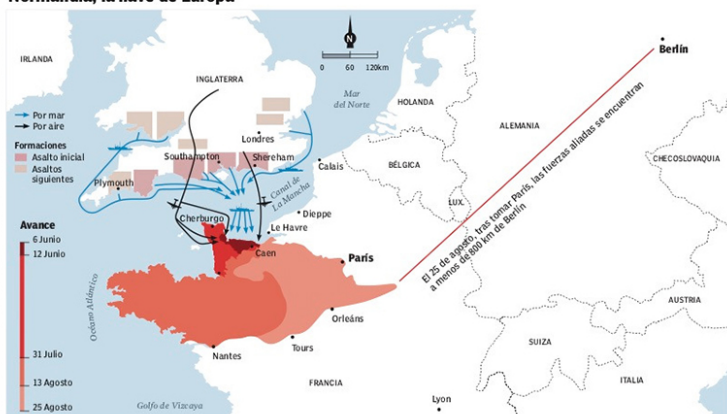 Normandía, la llave de Europa
IRLANDA
INGLATERRA
N
0 60 120km
Mar
del Norte
HOLANDA
Berlín
ALEMANIA
CHECOSLOVAQUIA
Por mar
Por aire
Formaciones
Asalto inicial
Asaltos
siguientes
Londres
Southampton
Shereham
Plymouth
Calais
BÉLGICA
LUX.
Canal de
La Mancha
Dieppe
Cherburgo
Le Havre
Caen
París
El 25 de agosto, tras tomar París, las fuerzas aliadas se encuentran
a menos de 800 km de Berlín
Avance
6 Junio
12 Junio
31 Julio
13 Agosto
25 Agosto
Océano Atlántico
Orleáns
Tours
Nantes
FRANCIA
Golfo de Vizcaya
Lyon
SUIZA
AUSTRIA
ITALIA